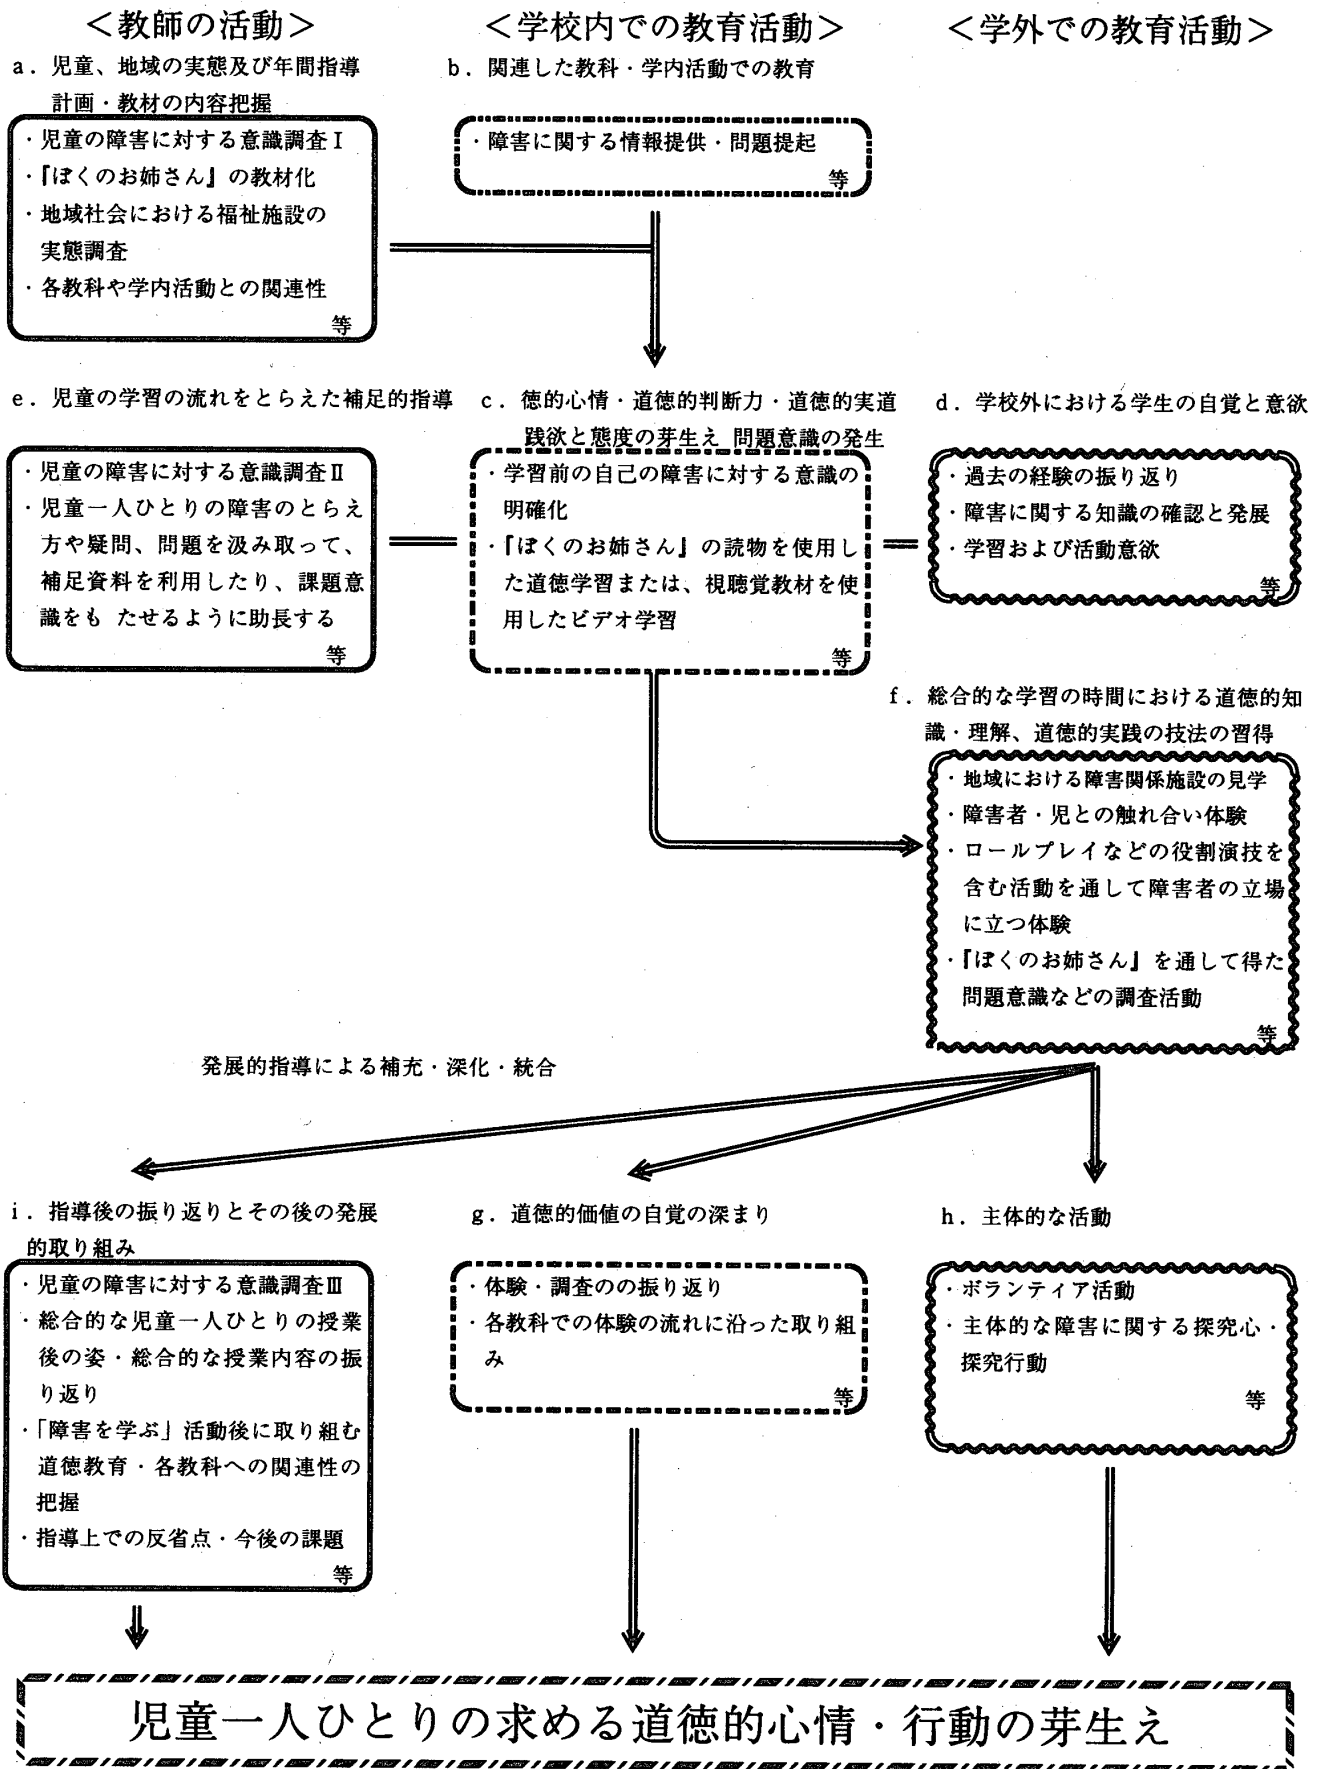 ＜教師の活動＞
＜学校内での教育活動＞
＜学外での教育活動＞
a．児童、地域の実態及び年間指導
計画・教材の内容把握
・児童の障害に対する意識調査Ⅰ
・『ぼくのお姉さん』の教材化
・地域社会における福祉施設の
実態調査
・各教科や学内活動との関連性
等
b．関連した教科・学内活動での教育
・障害に関する情報提供・問題提起
等
e．児童の学習の流れをとらえた補足的指導
・児童の障害に対する意識調査Ⅱ
・児童一人ひとりの障害のとらえ
方や疑問、問題を汲み取って、
補足資料を利用したり、課題意
識をも たせるように助長する
等
c．徳的心情・道徳的判断力・道徳的実道
践欲と態度の芽生え 問題意識の発生
・学習前の自己の障害に対する意識の
明確化
・『ぼくのお姉さん』の読物を使用し
た道徳学習または、視聴覚教材を使
用したビデオ学習
等
d．学校外における学生の自覚と意欲
・過去の経験の振り返り
・障害に関する知識の確認と発展
・学習および活動意欲
等
f．総合的な学習の時間における道徳的知
識・理解、道徳的実践の技法の習得
・地域における障害関係施設の見学
・障害者・児との触れ合い体験
・ロールプレイなどの役割演技を
含む活動を通して障害者の立場
に立つ体験
・『ぼくのお姉さん』を通して得た
問題意識などの調査活動
等
発展的指導による補充・深化・統合
i．指導後の振り返りとその後の発展
的取り組み
・児童の障害に対する意識調査Ⅲ
・総合的な児童一人ひとりの授業
後の姿・総合的な授業内容の振
り返り
・「障害を学ぶ」活動後に取り組む
道徳教育・各教科への関連性の
把握
・指導上での反省点・今後の課題
等
g．道徳的価値の自覚の深まり
・体験・調査のの振り返り
・各教科での体験の流れに沿った取り組
み
等
h．主体的な活動
・ボランティア活動
・主体的な障害に関する探究心・
探究行動
等
児童一人ひとりの求める道徳的心情・行動の芽生え